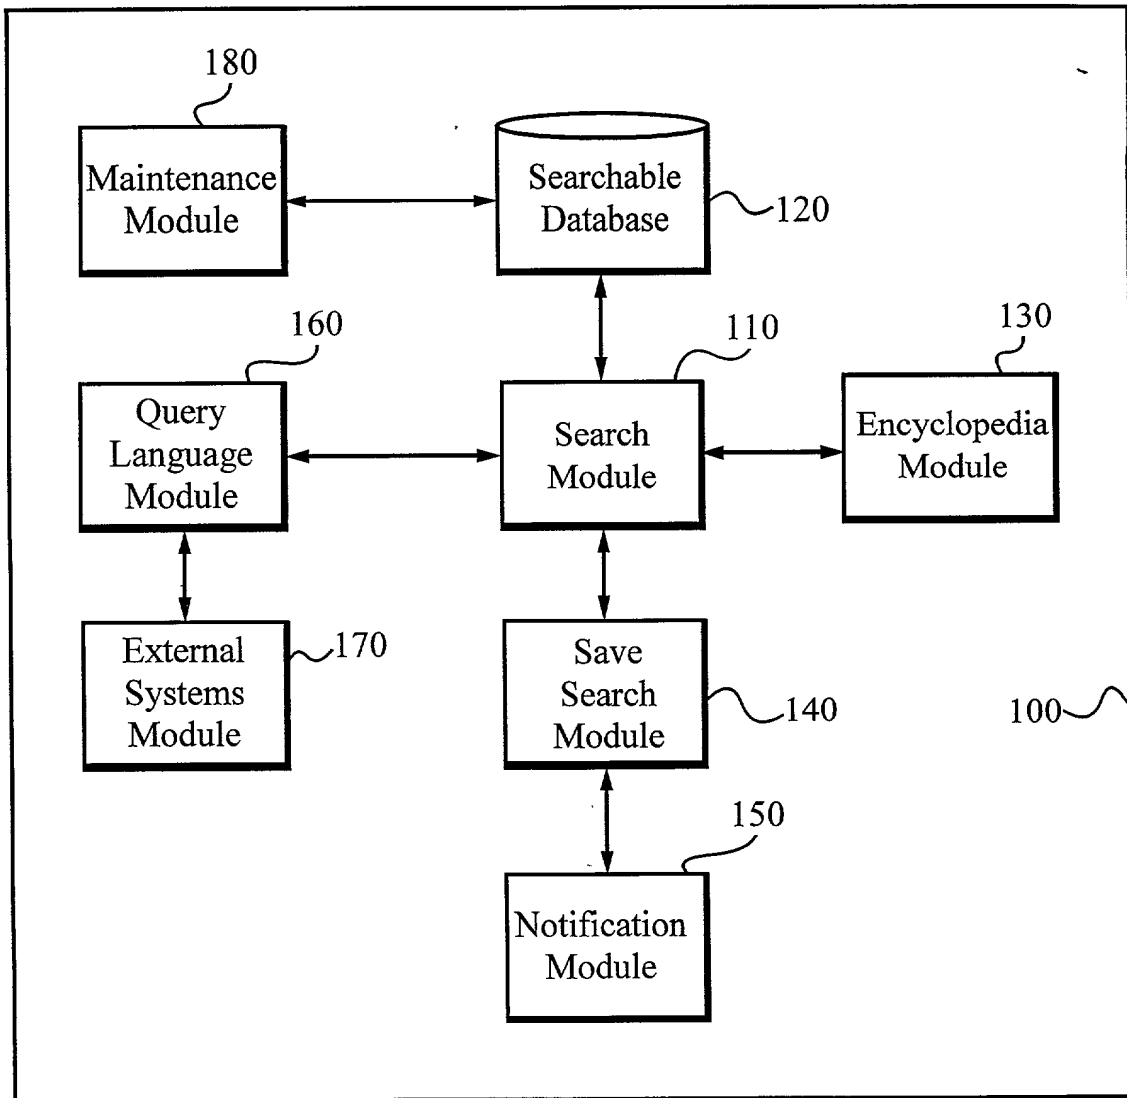 180
Maintenance
Module
Searchable
Database
120
160
110
130
Query
Language
Module
Search
Module
Encyclopedia
Module
External
Systems
Module
170
Save
Search
Module
140
100
150
Notification
Module